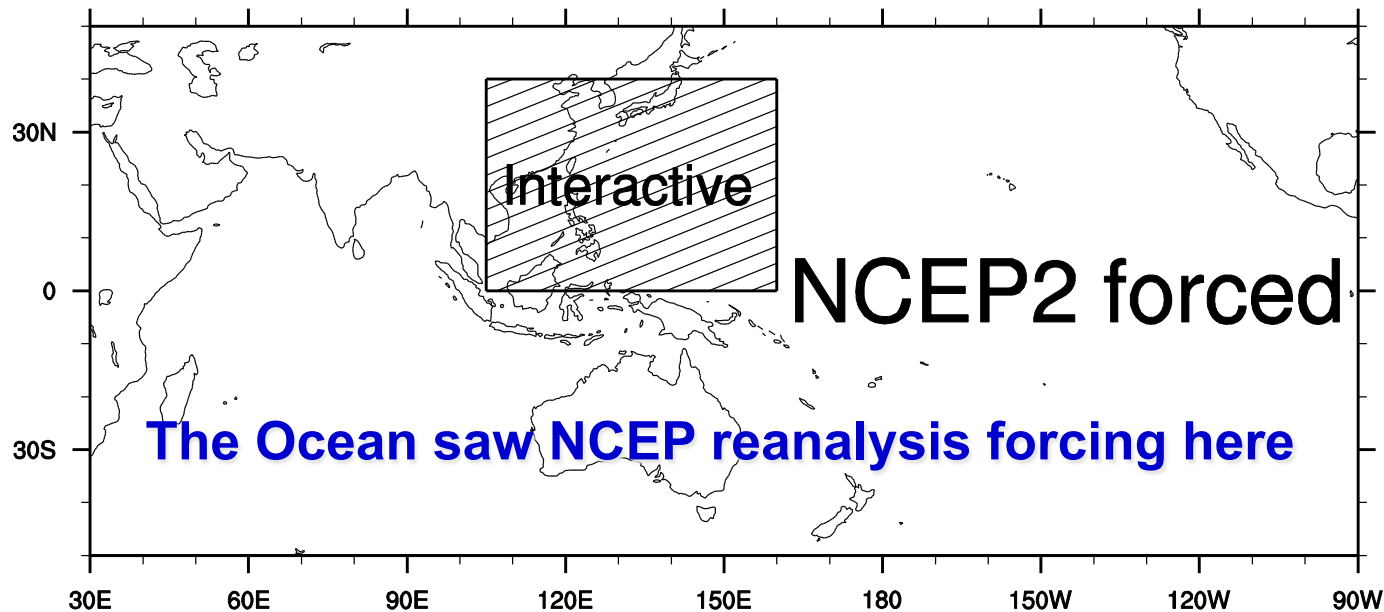 30N
Interactive
0
NCEP2 forced
30S
The Ocean saw NCEP reanalysis forcing here
30E 60E 90E 120E 150E 180 150W 120W 90W